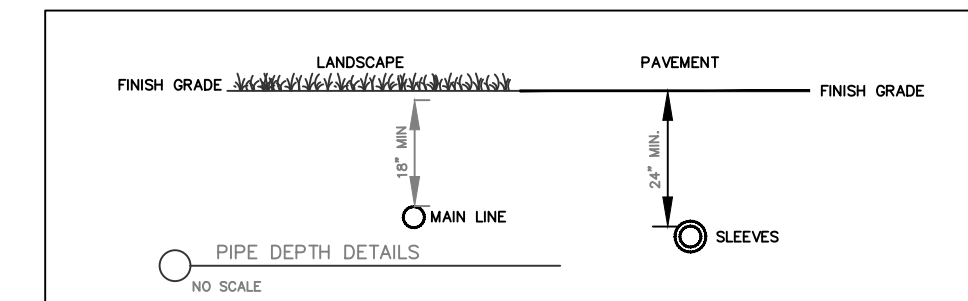 LANDSCAPE
PAVEMENT
FINISH GRADE
FINISH GRADE
18" MIN
24" MIN.
MAIN LINE
SLEEVES
PIPE DEPTH DETAILS
NO SCALE